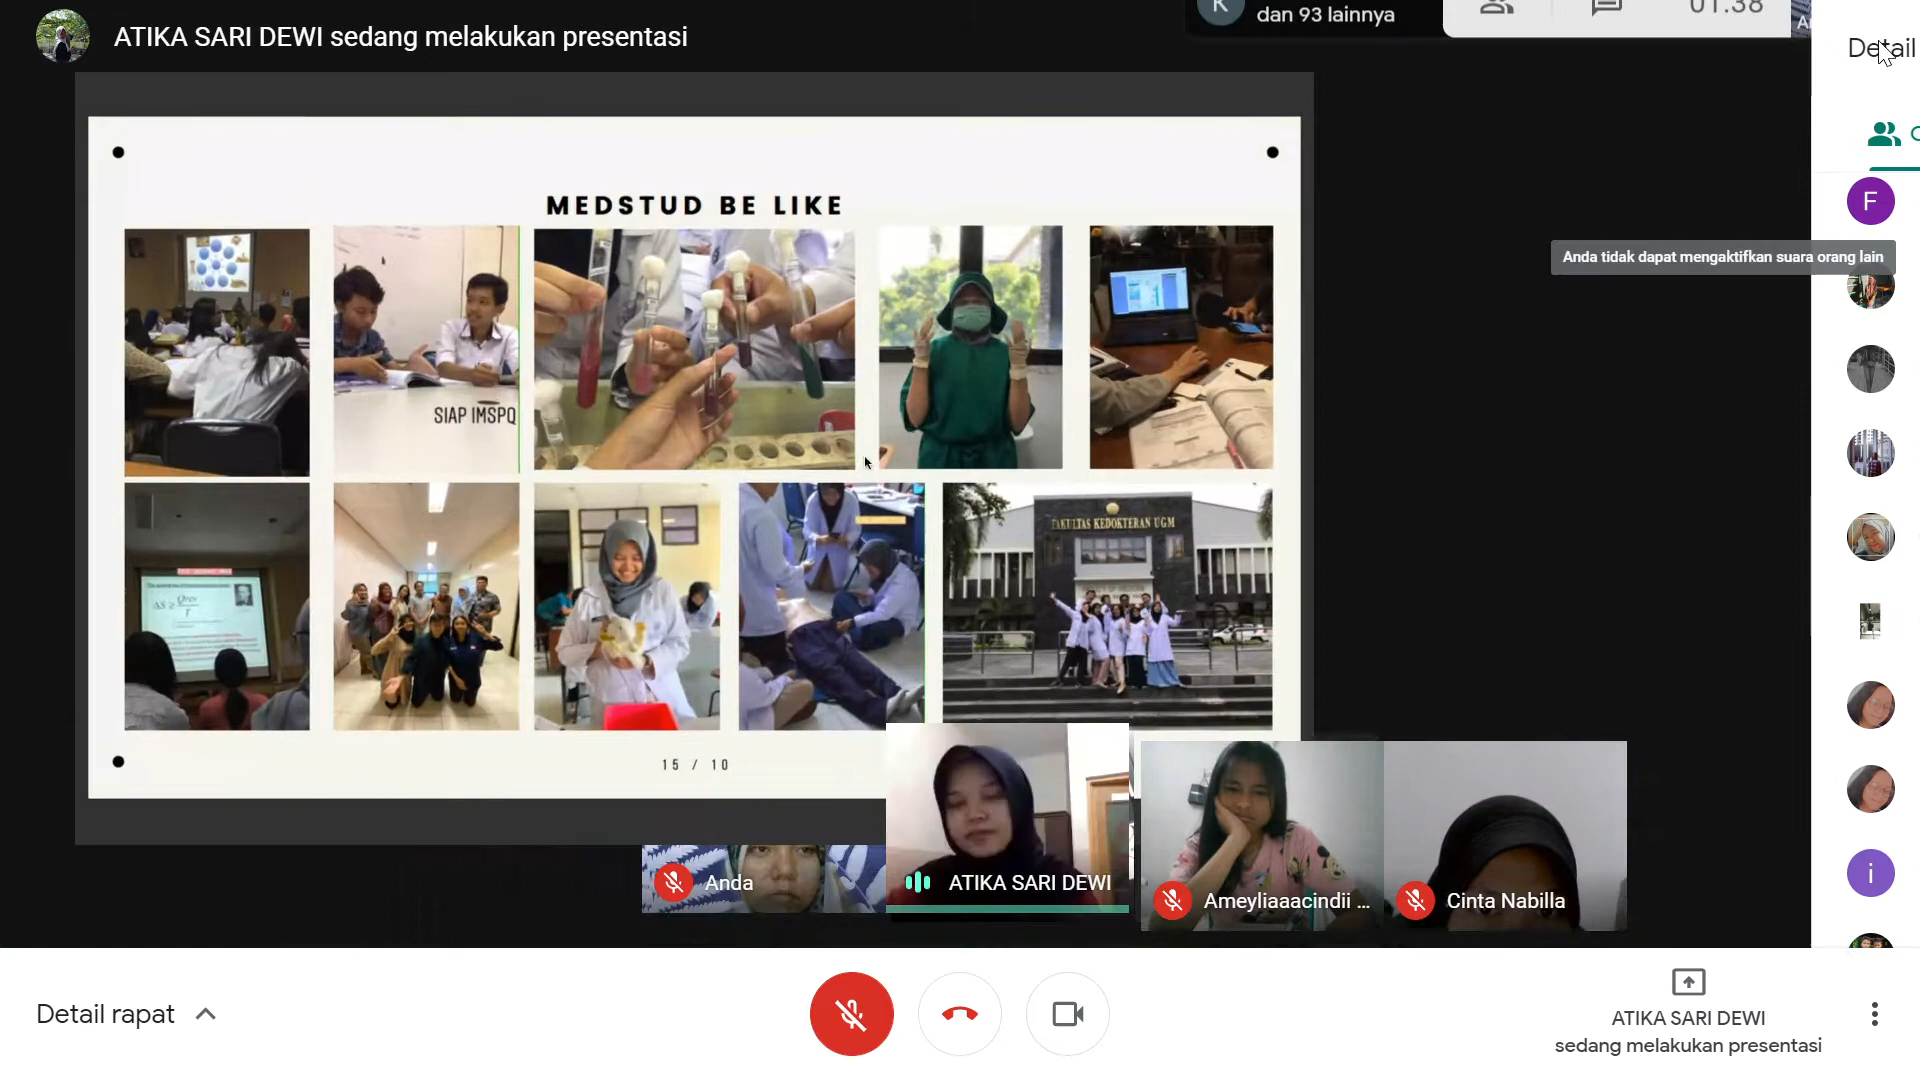 ATIKA SARI DEWI sedang melakukan presentasi
K
dan 93 lainnya
01.38
Detail
F
Anda tidak dapat mengaktifkan suara orang lain
MEDSTUD BE LIKE
SIAP IMSPQ
FAKULTAS KEDOKTERAN UGM
ΔS ≥ Qrev
T
15 / 10
Anda
ATIKA SARI DEWI
Ameyliaaacindii ...
Cinta Nabilla
i
Detail rapat
ATIKA SARI DEWI
sedang melakukan presentasi